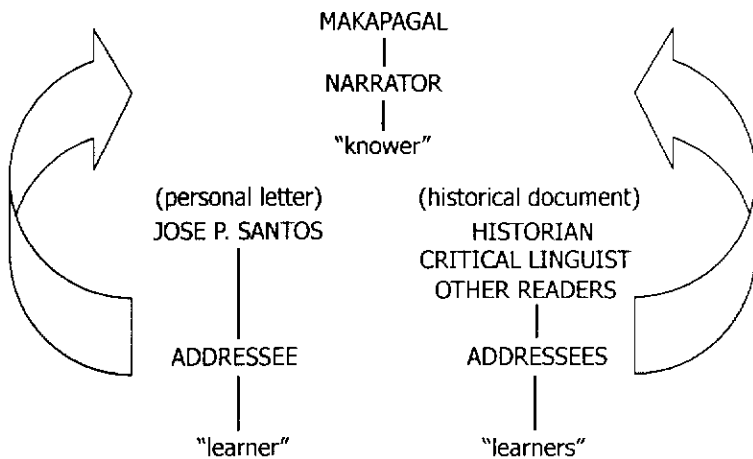 MAKAPAGAL
NARRATOR
"knower"
(personal letter)
JOSE P. SANTOS
(historical document)
HISTORIAN
CRITICAL LINGUIST
OTHER READERS
ADDRESSEE
ADDRESSEES
"learner"
"learners"